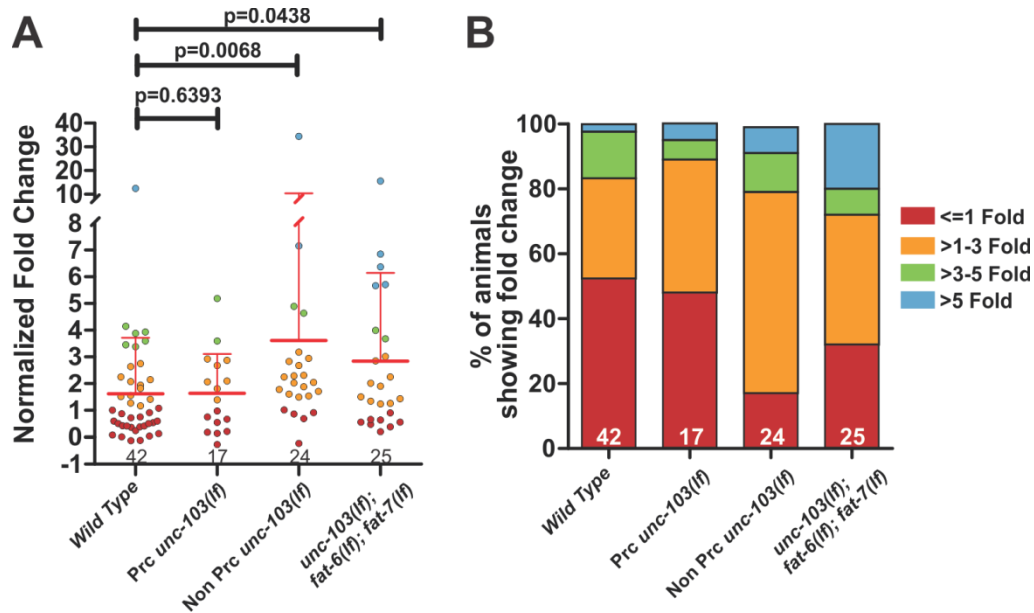 A
p=0.0438
p=0.0068
p=0.6393
Normalized Fold Change
40
30
20
10
8
7
6
5
4
3
2
1
0
-1
42
17
24
25
Wild Type
Prc unc-103(lf)
Non Prc unc-103(lf)
unc-103(lf);
fat-6(lf); fat-7(lf)
B
% of animals
showing fold change
100
80
60
40
20
0
42
17
24
25
Wild Type
Prc unc-103(lf)
Non Prc unc-103(lf)
unc-103(lf);
fat-6(lf); fat-7(lf)
<=1 Fold
>1-3 Fold
>3-5 Fold
>5 Fold